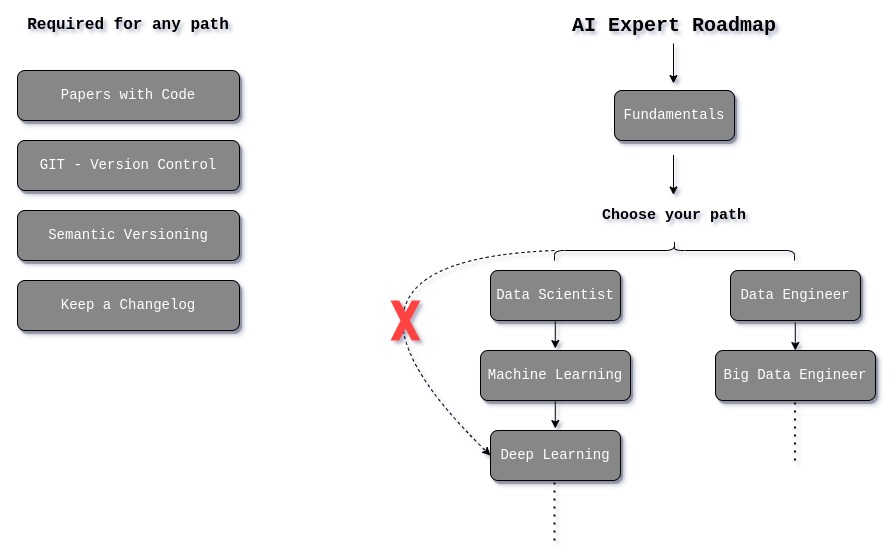 Required for any path
Papers with Code
GIT - Version Control
Semantic Versioning
Keep a Changelog
AI Expert Roadmap
Fundamentals
Choose your path
Data Scientist
Data Engineer
X
Machine Learning
Big Data Engineer
Deep Learning